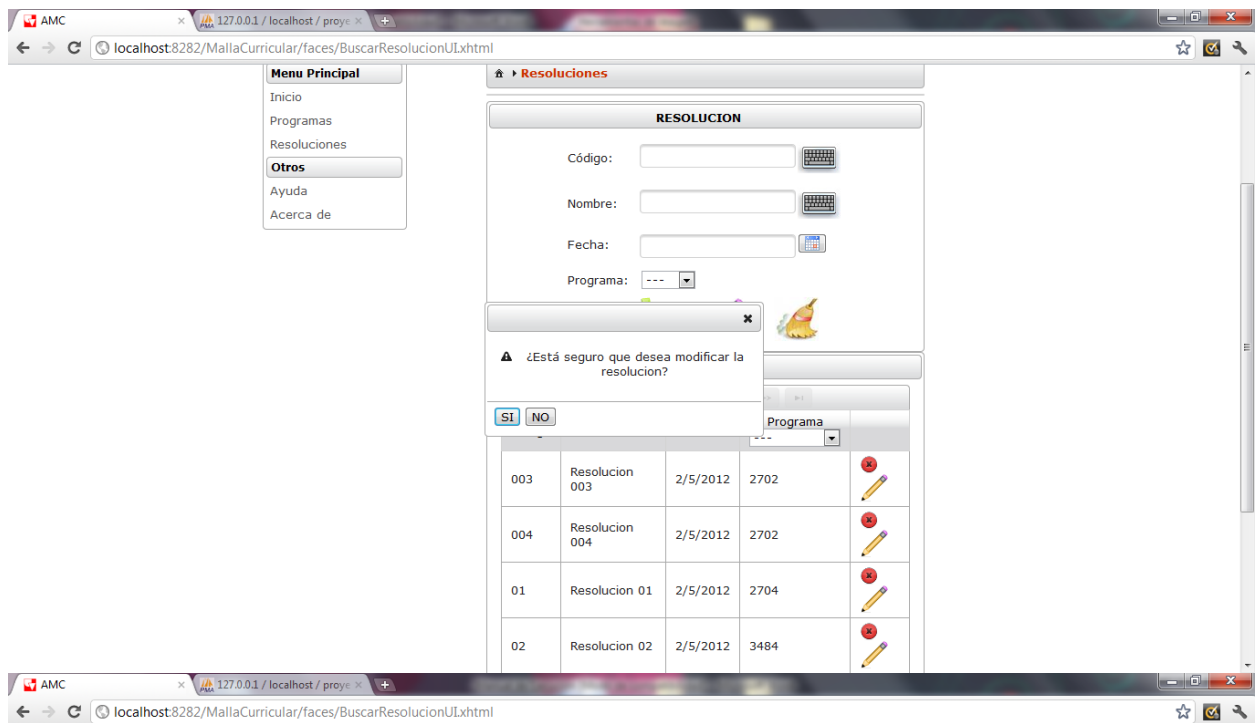 AMC
127.0.0.1 / localhost / proye
localhost:8282/MallaCurricular/faces/BuscarResolucionUI.xhtml
Menu Principal
Inicio
Programas
Resoluciones
Otros
Ayuda
Acerca de
Resoluciones
RESOLUCION
Código:
Nombre:
Fecha:
Programa: ---
¿Está seguro que desea modificar la
resolucion?
SI NO
Programa
---
003 Resolucion 003 2/5/2012 2702
004 Resolucion 004 2/5/2012 2702
01 Resolucion 01 2/5/2012 2704
02 Resolucion 02 2/5/2012 3484
AMC
127.0.0.1 / localhost / proye
localhost:8282/MallaCurricular/faces/BuscarResolucionUI.xhtml